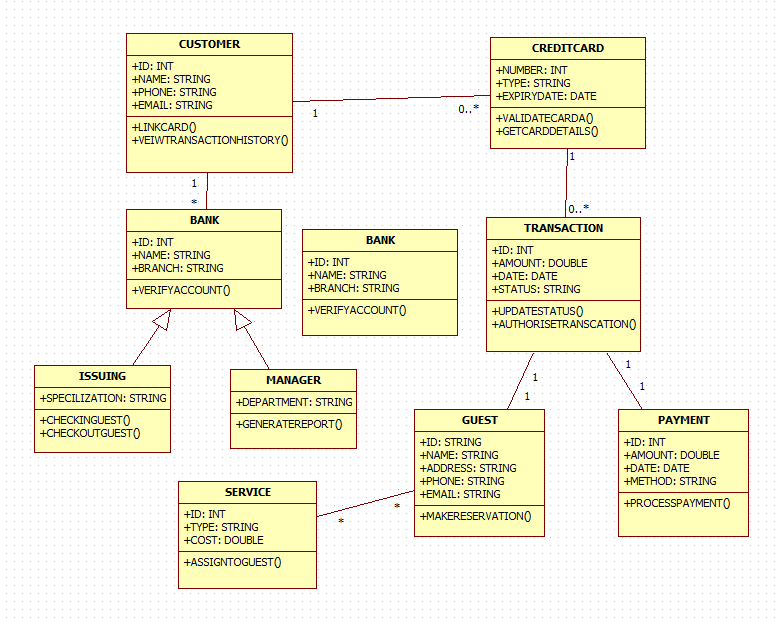 CUSTOMER
+ID: INT
+NAME: STRING
+PHONE: STRING
+EMAIL: STRING
+LINKCARD()
+VEIWTRANSACTIONHISTORY()
1
0..*
CREDITCARD
+NUMBER: INT
+TYPE: STRING
+EXPIRYDATE: DATE
+VALIDATECARDA()
+GETCARDDETAILS()
1
*
1
0..*
BANK
+ID: INT
+NAME: STRING
+BRANCH: STRING
+VERIFYACCOUNT()
BANK
+ID: INT
+NAME: STRING
+BRANCH: STRING
+VERIFYACCOUNT()
TRANSACTION
+ID: INT
+AMOUNT: DOUBLE
+DATE: DATE
+STATUS: STRING
+UPDATESTATUS()
+AUTHORISETRANSCATION()
ISSUING
+SPECILIZATION: STRING
+CHECKINGUEST()
+CHECKOUTGUEST()
MANAGER
+DEPARTMENT: STRING
+GENERATEREPORT()
1
1
1
1
GUEST
+ID: STRING
+NAME: STRING
+ADDRESS: STRING
+PHONE: STRING
+EMAIL: STRING
+MAKERESERVATION()
PAYMENT
+ID: INT
+AMOUNT: DOUBLE
+DATE: DATE
+METHOD: STRING
+PROCESSPAYMENT()
SERVICE
+ID: INT
+TYPE: STRING
+COST: DOUBLE
+ASSIGNTOGUEST()
*
*